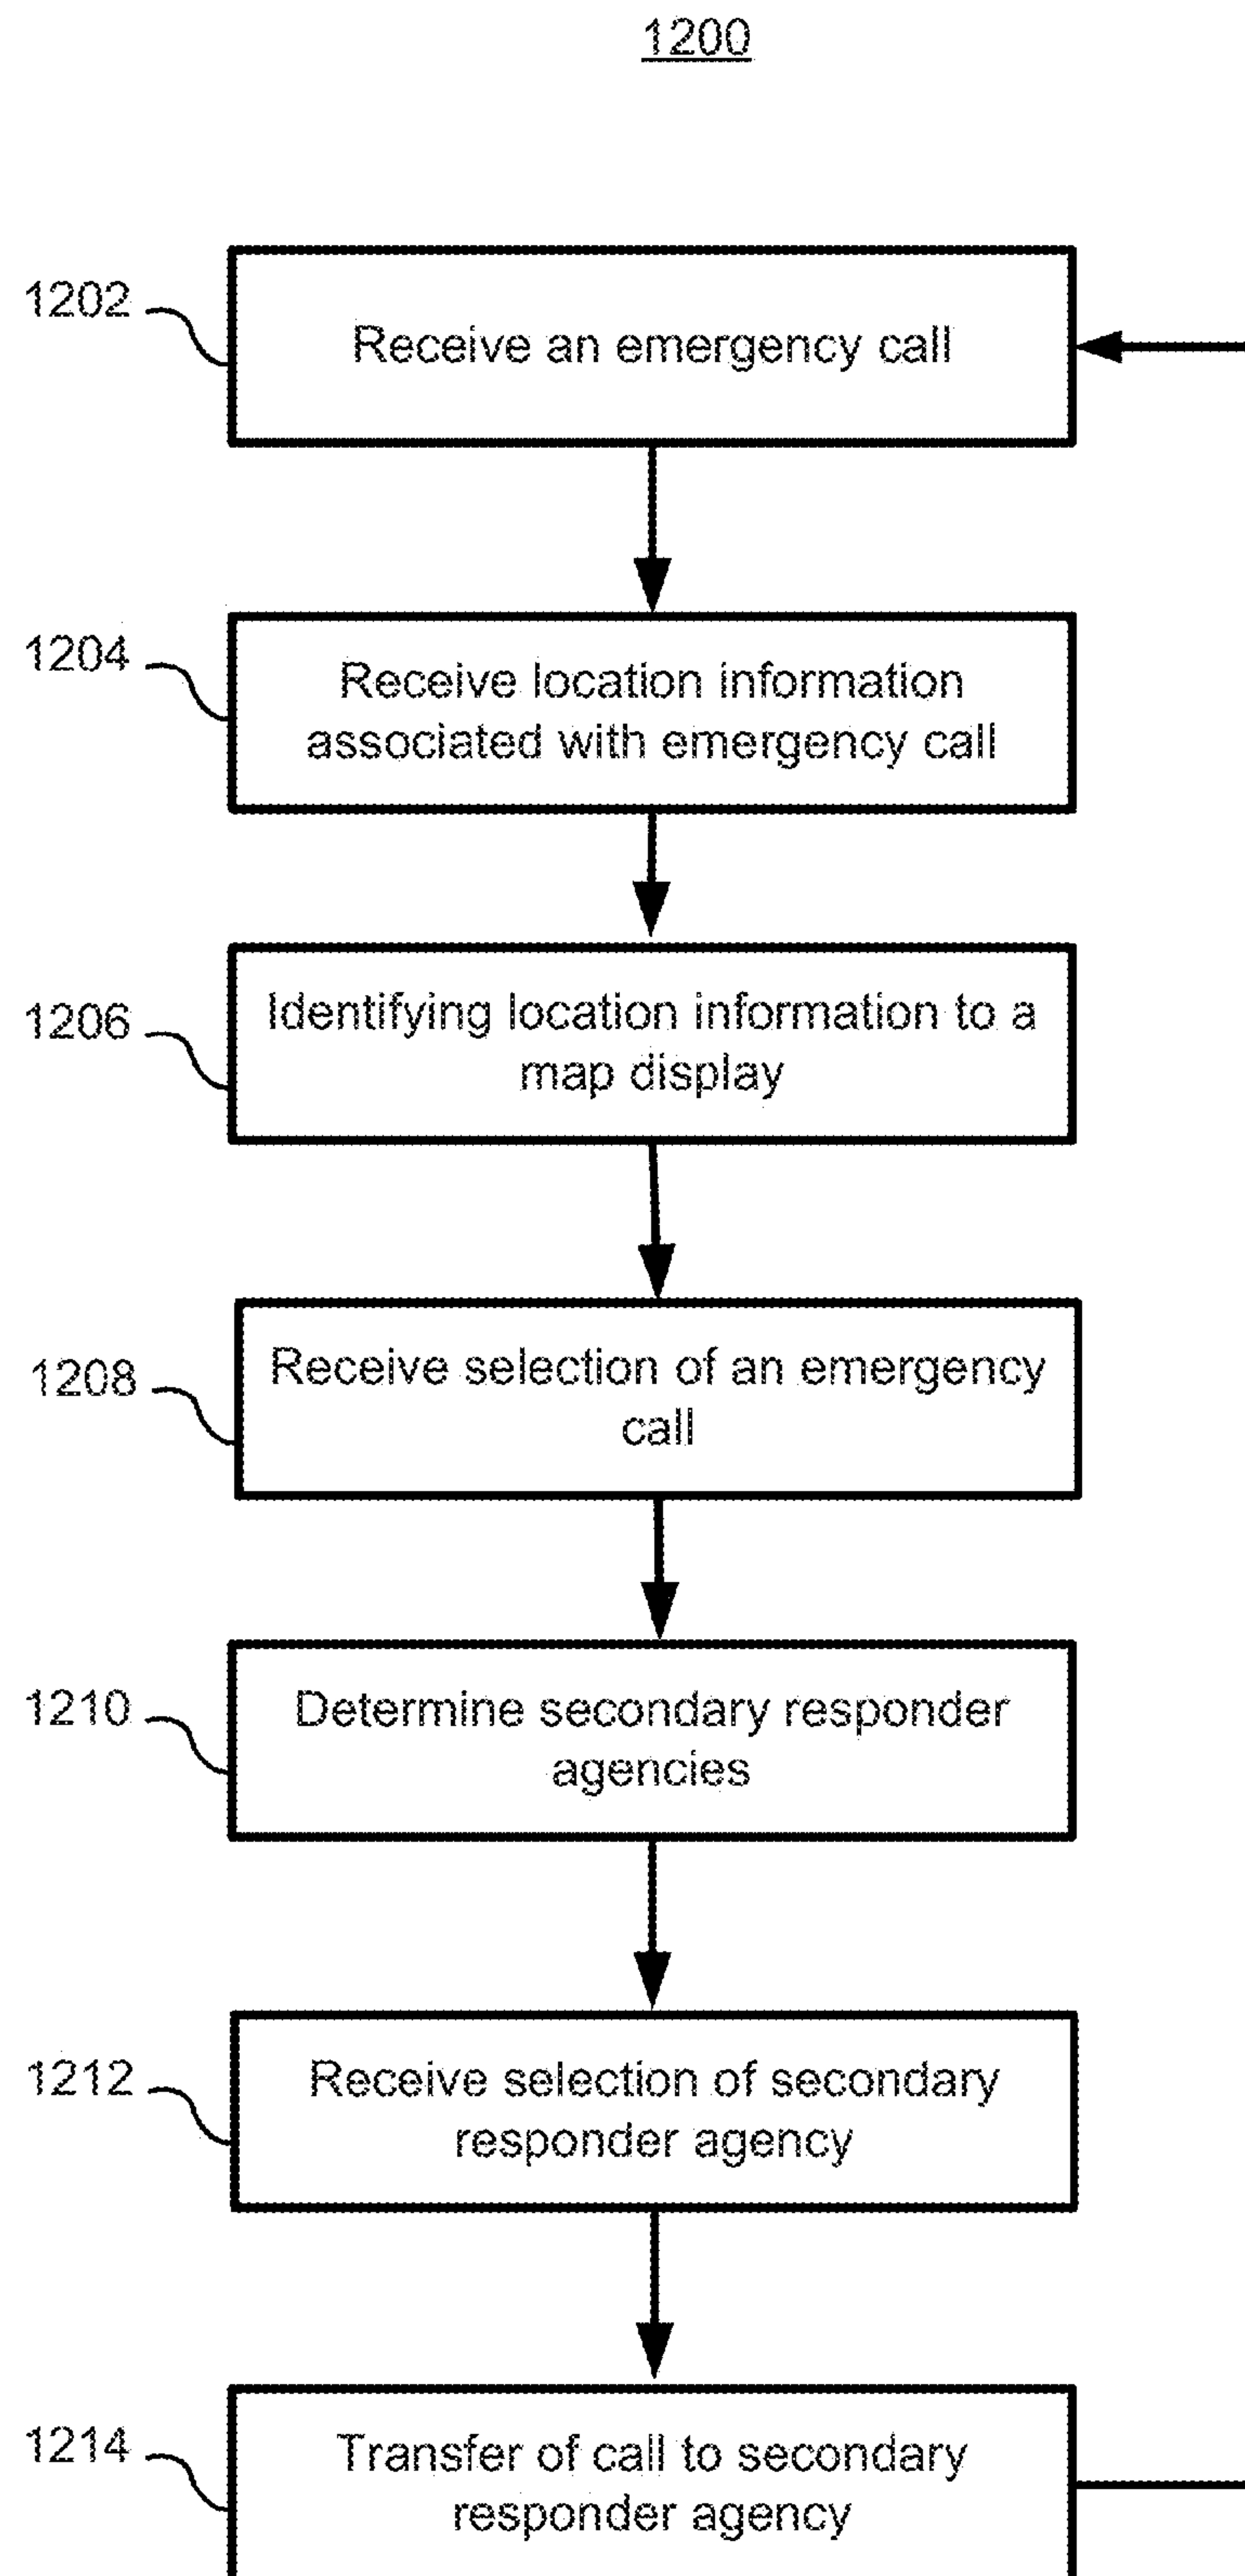 1200
1202
Receive an emergency call
1204
Receive location information
associated with emergency call
1206
Identifying location information to a
map display
1208
Receive selection of an emergency
call
1210
Determine secondary responder
agencies
1212
Receive selection of secondary
responder agency
1214
Transfer of call to secondary
responder agency